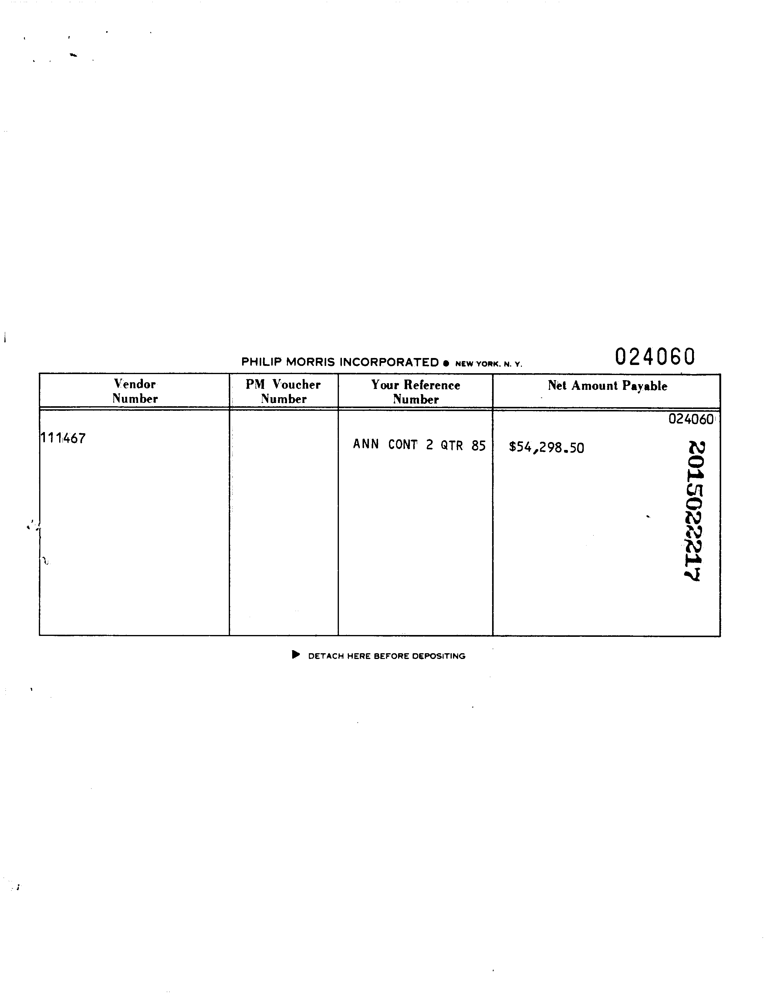 PHILIP MORRIS INCORPORATED ● NEW YORK. N. Y. 024060
Vendor Number PM Voucher Number Your Reference Number Net Amount Payable
024060
111467 ANN CONT 2 QTR 85 $54,298.50
2015022217
▶ DETACH HERE BEFORE DEPOSITING